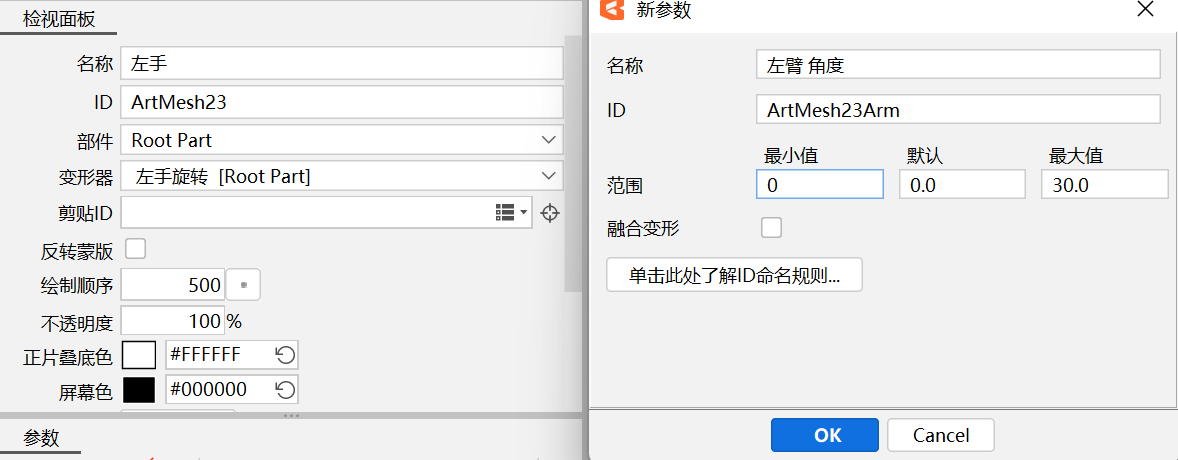 检视面板
名称 左手
ID ArtMesh23
部件 Root Part
变形器 左手旋转 [Root Part]
剪贴ID
反转蒙版
绘制顺序 500
不透明度 100 %
正片叠底色 #FFFFFF
屏幕色 #000000
参数
新参数
名称 左臂 角度
ID ArtMesh23Arm
最小值 默认 最大值
范围 0 0.0 30.0
融合变形
单击此处了解ID命名规则...
OK Cancel